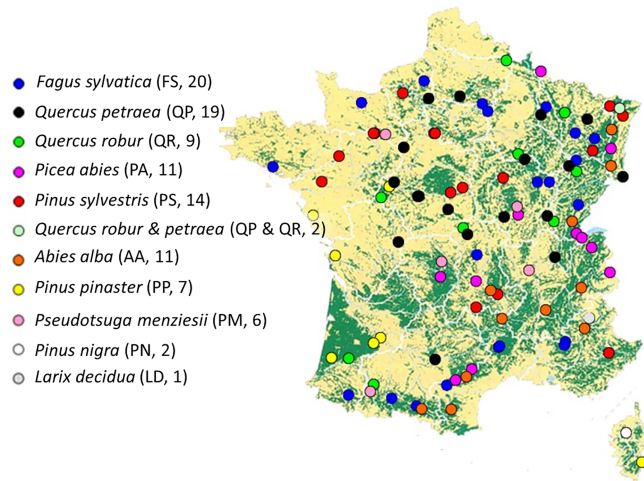 Fagus sylvatica (FS, 20)
Quercus petraea (QP, 19)
Quercus robur (QR, 9)
Picea abies (PA, 11)
Pinus sylvestris (PS, 14)
Quercus robur & petraea (QP & QR, 2)
Abies alba (AA, 11)
Pinus pinaster (PP, 7)
Pseudotsuga menziesii (PM, 6)
Pinus nigra (PN, 2)
Larix decidua (LD, 1)